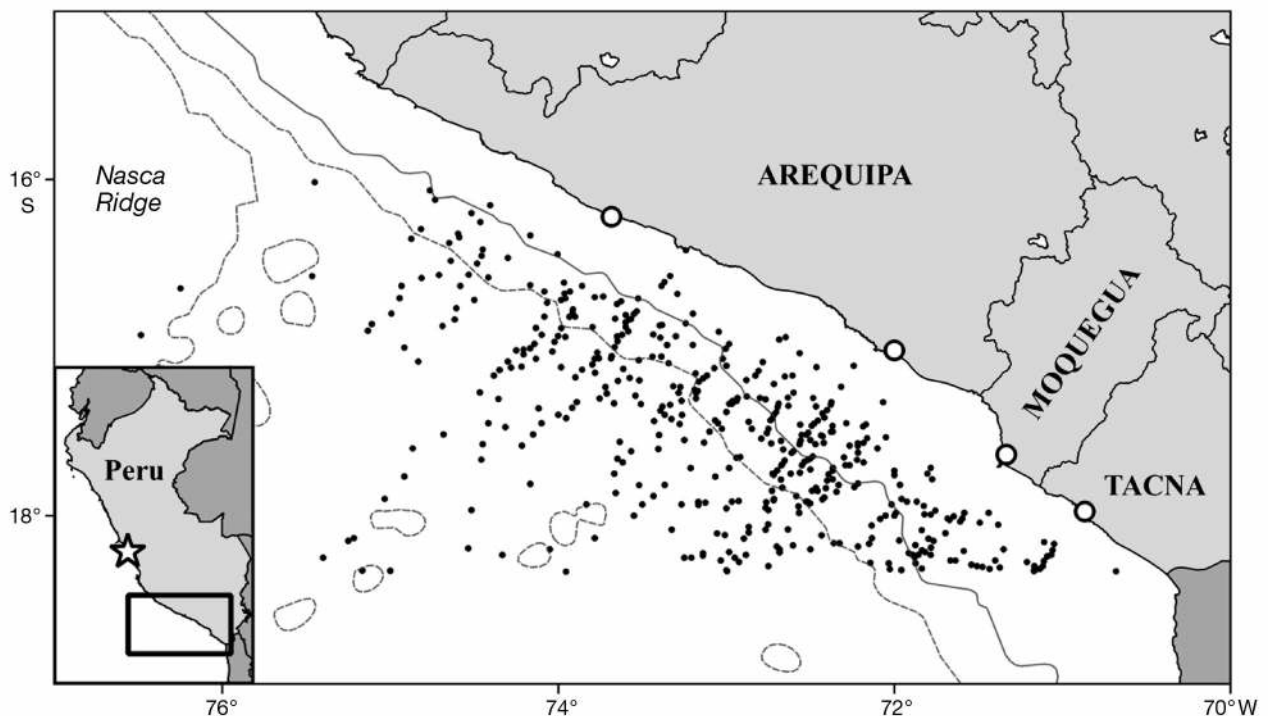 16°
S
Nasca
Ridge
AREQUIPA
MOQUEGUA
TACNA
Peru
18°
76°
74°
72°
70°W